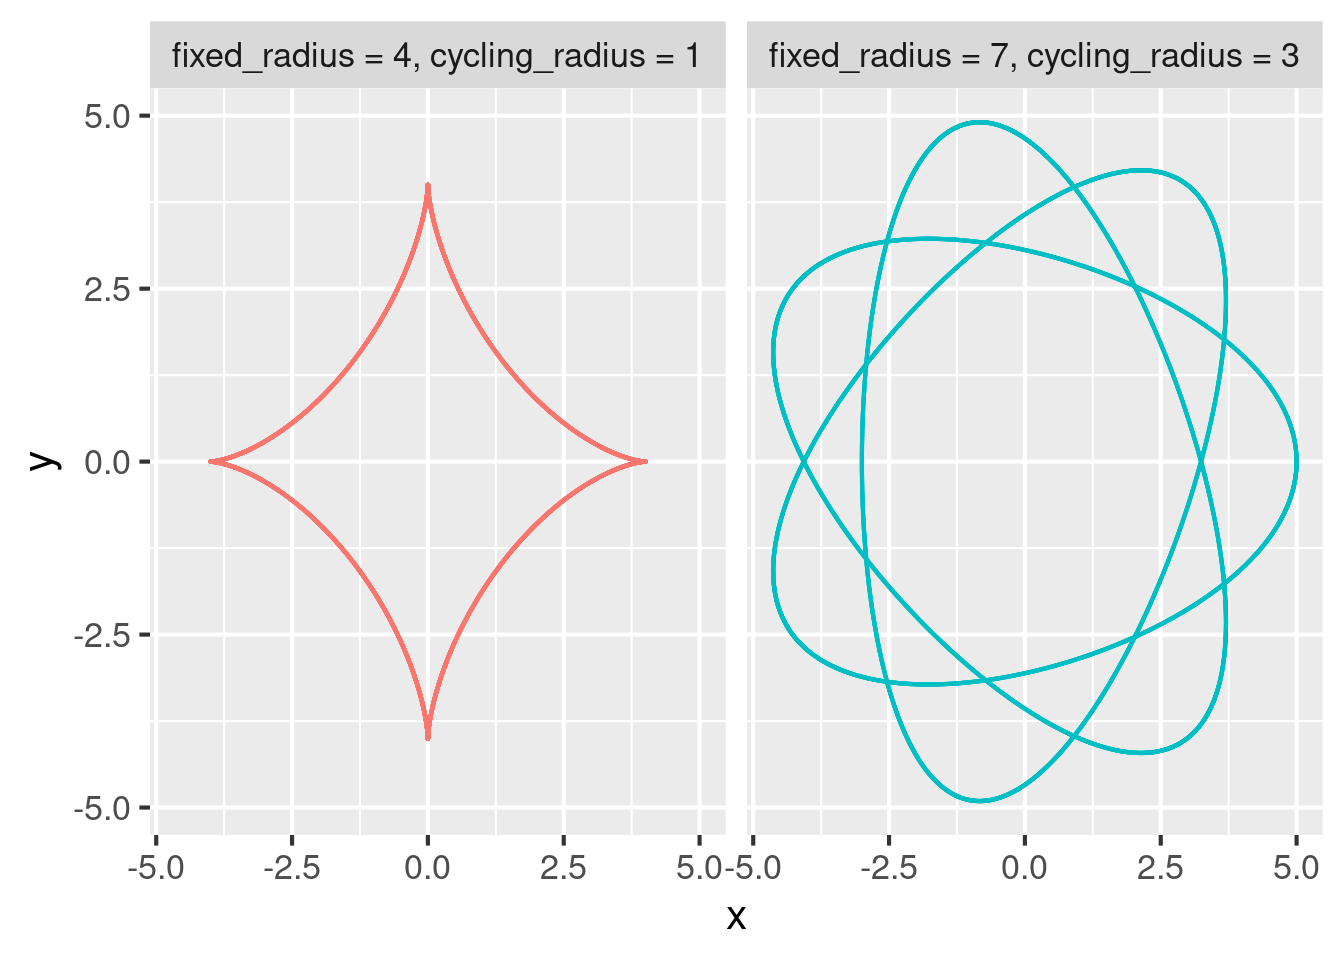 fixed_radius = 4, cycling_radius = 1
fixed_radius = 7, cycling_radius = 3
5.0
2.5
0.0
-2.5
-5.0
y
-5.0 -2.5 0.0 2.5 5.0 -5.0 -2.5 0.0 2.5 5.0
x